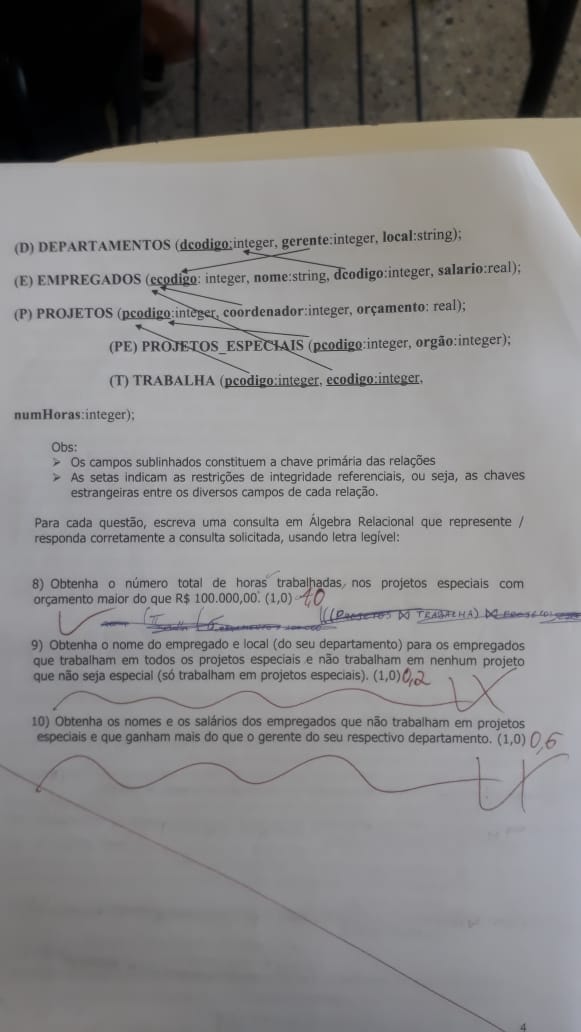 (D) DEPARTAMENTOS (dcodigo:integer, gerente:integer, local:string);
(E) EMPREGADOS (ecodigo: integer, nome:string, dcodigo:integer, salario:real);
(P) PROJETOS (pcodigo:integer, coordenador:integer, orçamento: real);
(PE) PROJETOS_ESPECIAIS (pcodigo:integer, orgão:integer);
(T) TRABALHA (pcodigo:integer, ecodigo:integer,
numHoras:integer);
Obs:
➢ Os campos sublinhados constituem a chave primária das relações
➢ As setas indicam as restrições de integridade referenciais, ou seja, as chaves
estrangeiras entre os diversos campos de cada relação.
Para cada questão, escreva uma consulta em Álgebra Relacional que represente /
responda corretamente a consulta solicitada, usando letra legível:
8) Obtenha o número total de horas trabalhadas, nos projetos especiais com
orçamento maior do que R$ 100.000,00. (1,0) 1,0
(((PROJETOS ⋈ TRABALHA) ⋈
9) Obtenha o nome do empregado e local (do seu departamento) para os empregados
que trabalham em todos os projetos especiais e não trabalham em nenhum projeto
que não seja especial (só trabalham em projetos especiais). (1,0) 0,2
10) Obtenha os nomes e os salários dos empregados que não trabalham em projetos
especiais e que ganham mais do que o gerente do seu respectivo departamento. (1,0)
4